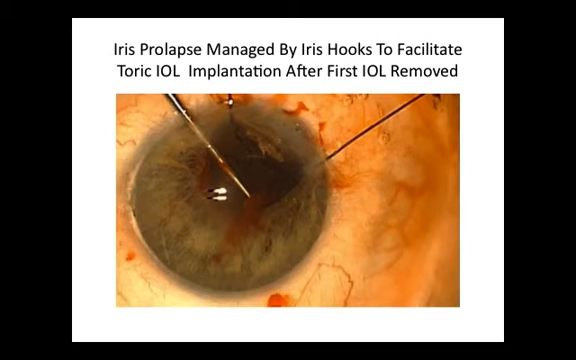 Iris Prolapse Managed By Iris Hooks To Facilitate
Toric IOL Implantation After First IOL Removed